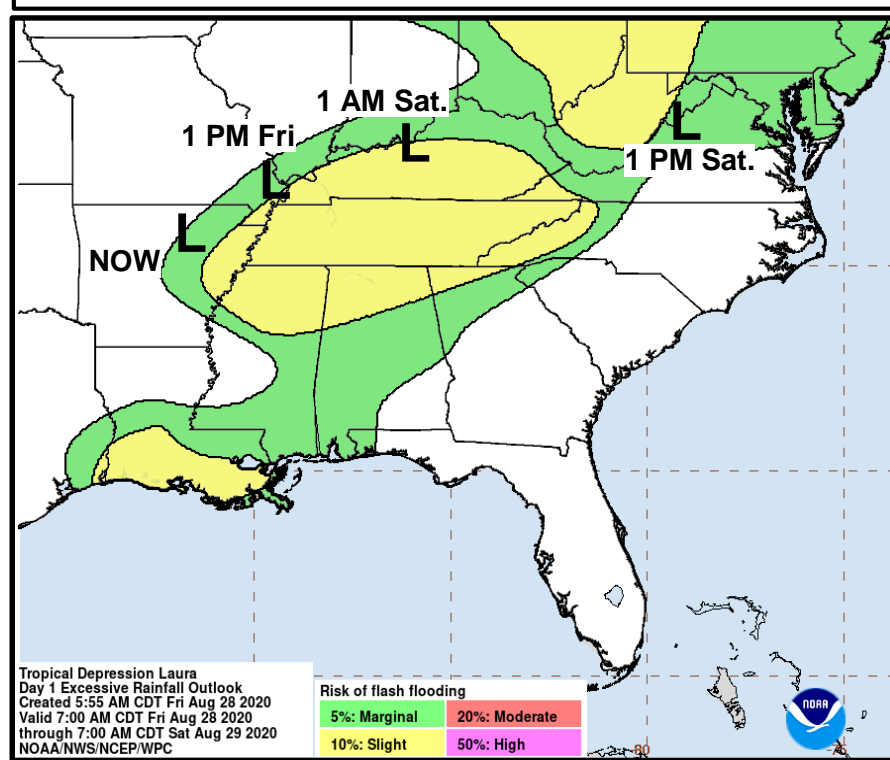 1 AM Sat.
L
1 PM Fri
L
L
1 PM Sat.
L
NOW
Tropical Depression Laura
Day 1 Excessive Rainfall Outlook
Created 5:55 AM CDT Fri Aug 28 2020
Valid 7:00 AM CDT Fri Aug 28 2020
through 7:00 AM CDT Sat Aug 29 2020
NOAA/NWS/NCEP/WPC
Risk of flash flooding
5%: Marginal
20%: Moderate
10%: Slight
50%: High
NOAA
-80
-75